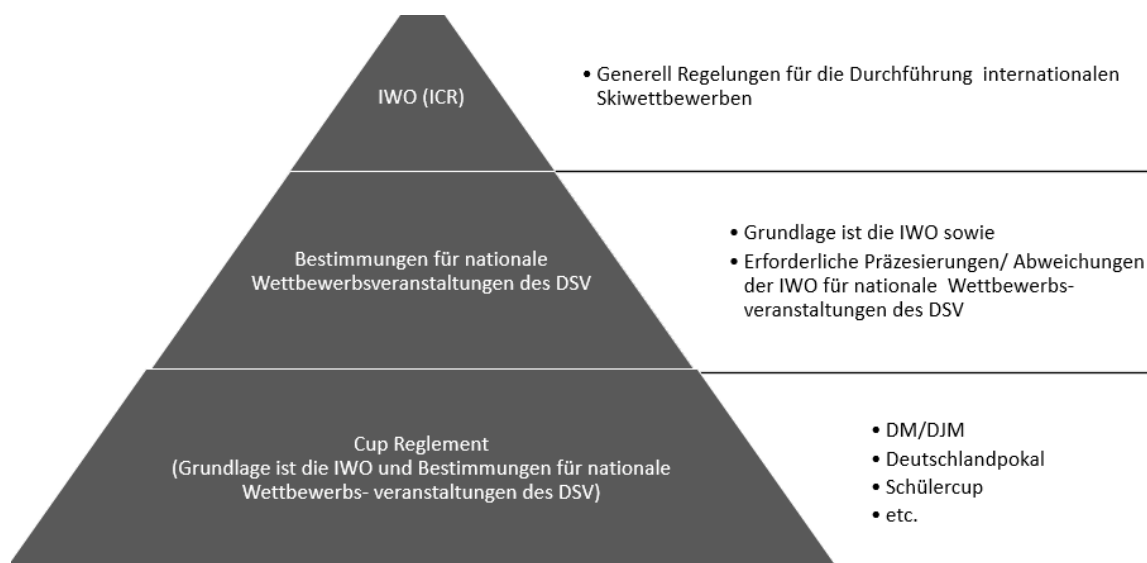 IWO (ICR)
• Generell Regelungen für die Durchführung internationalen
Skiwettbewerben
Bestimmungen für nationale
Wettbewerbsveranstaltungen des DSV
• Grundlage ist die IWO sowie
• Erforderliche Präzesierungen/ Abweichungen
der IWO für nationale Wettbewerbs-
veranstaltungen des DSV
Cup Reglement
(Grundlage ist die IWO und Bestimmungen für nationale
Wettbewerbs- veranstaltungen des DSV)
• DM/DJM
• Deutschlandpokal
• Schülercup
• etc.